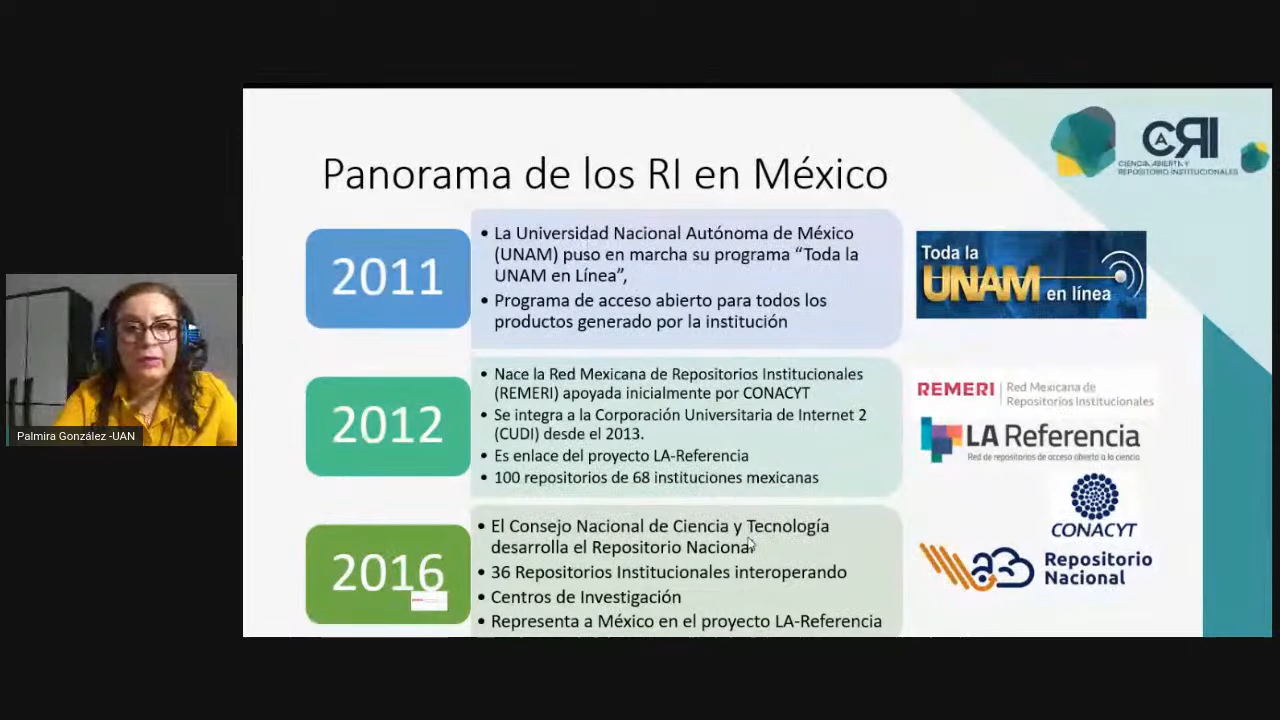 CARI
CIENCIA ABIERTA Y
REPOSITORIO INSTITUCIONALES
Panorama de los RI en México
2011
• La Universidad Nacional Autónoma de México
(UNAM) puso en marcha su programa “Toda la
UNAM en Línea”,
• Programa de acceso abierto para todos los
productos generado por la institución
Toda la
UNAM en línea
2012
• Nace la Red Mexicana de Repositorios Institucionales
(REMERI) apoyada inicialmente por CONACYT
• Se integra a la Corporación Universitaria de Internet 2
(CUDI) desde el 2013.
• Es enlace del proyecto LA-Referencia
• 100 repositorios de 68 instituciones mexicanas
REMERI
Red Mexicana de
Repositorios Institucionales
LA Referencia
Red de repositorios de acceso abierto a la ciencia
2016
• El Consejo Nacional de Ciencia y Tecnología
desarrolla el Repositorio Nacional
• 36 Repositorios Institucionales interoperando
• Centros de Investigación
• Representa a México en el proyecto LA-Referencia
CONACYT
Repositorio
Nacional
Palmira González -UAN